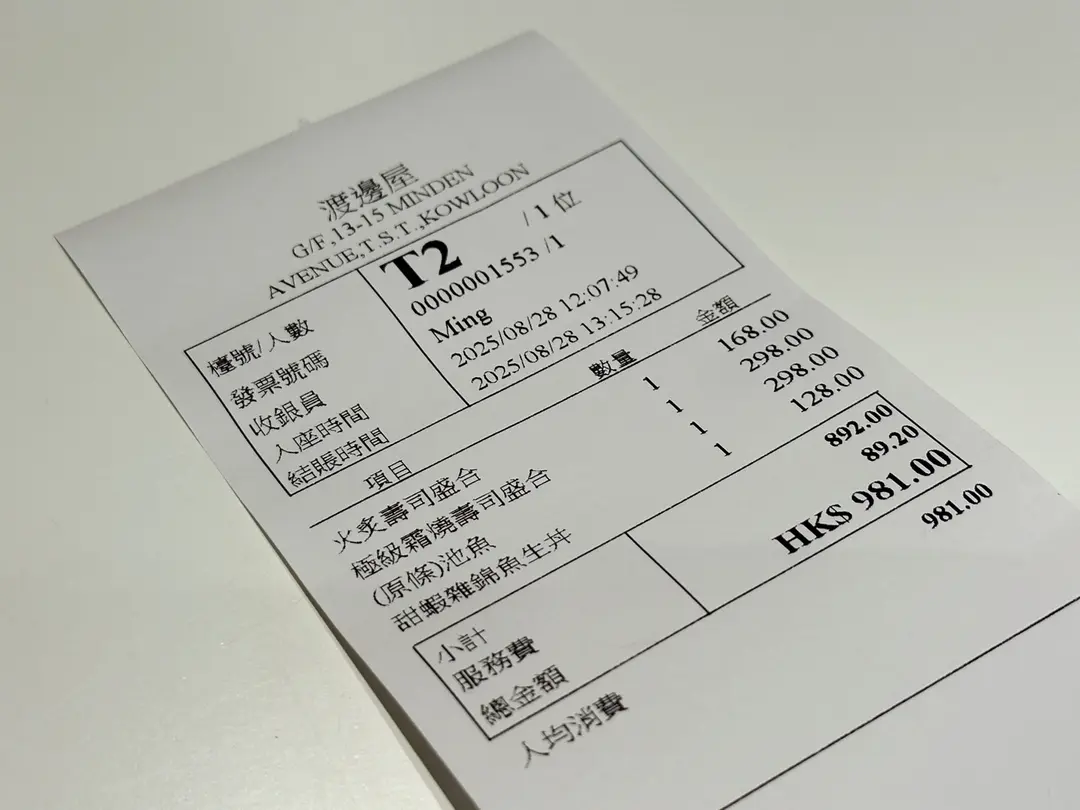 渡邊屋
G/F,13-15 MINDEN
AVENUE,T.S.T.,KOWLOON
檯號/人數 T2 / 1 位
發票號碼 0000001553 /1
收銀員 Ming
入座時間 2025/08/28 12:07:49
結賬時間 2025/08/28 13:15:28
項目 數量 金額
火炙壽司盛合 1 168.00
極級霜燒壽司盛合 1 298.00
(原條)池魚 1 298.00
甜蝦雜錦魚生丼 1 128.00
小計 892.00
服務費 89.20
總金額 HK$ 981.00
人均消費 981.00